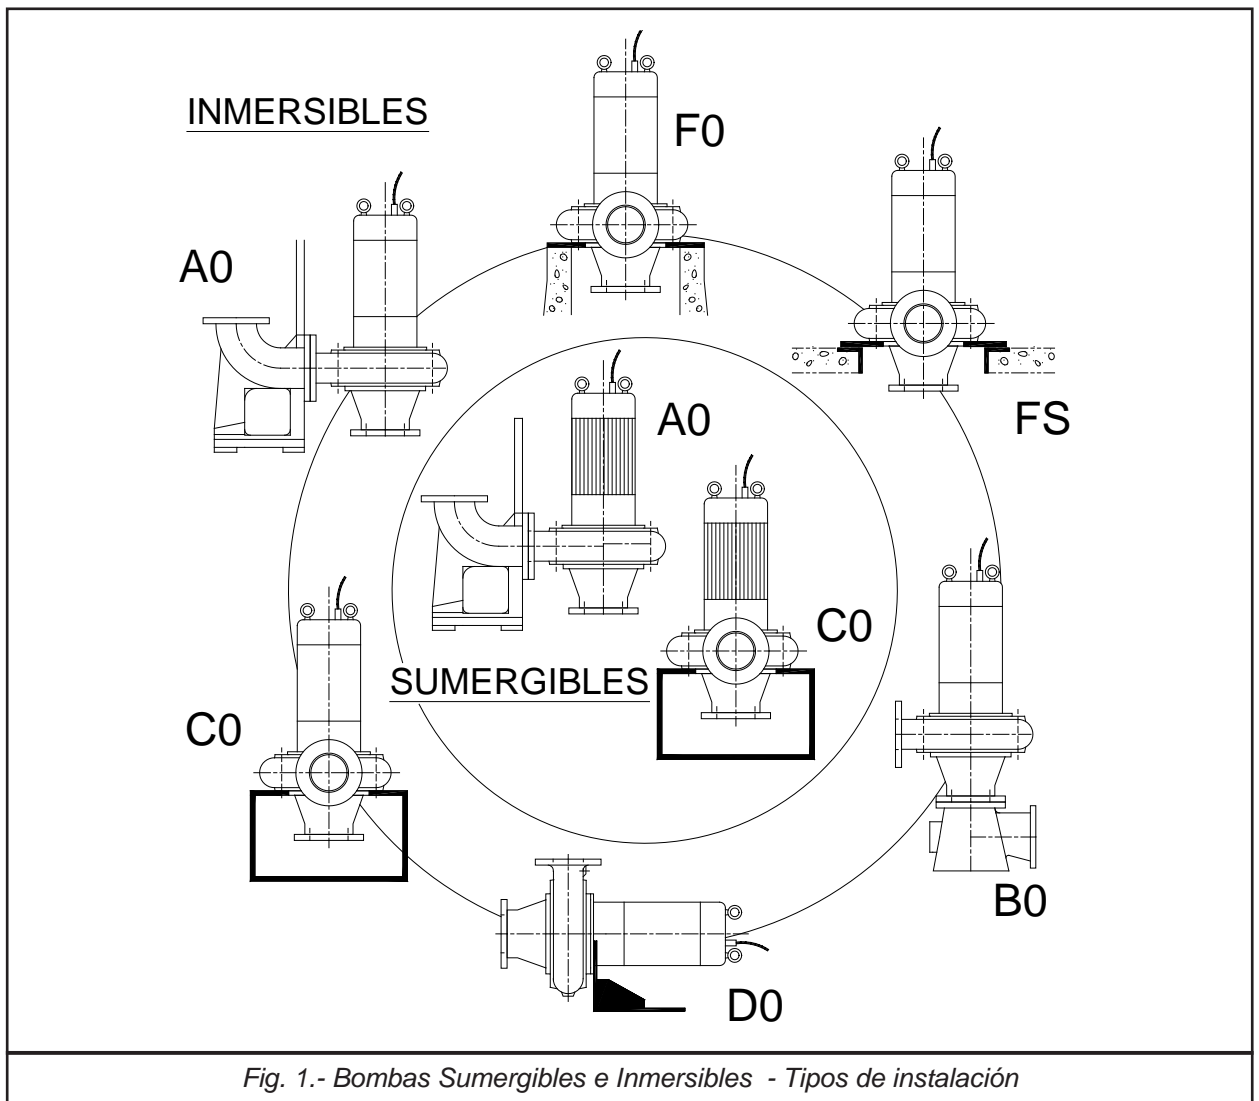 INMERSIBLES
F0
A0
FS
A0
C0
SUMERGIBLES
C0
B0
D0
Fig. 1.- Bombas Sumergibles e Inmersibles - Tipos de instalación